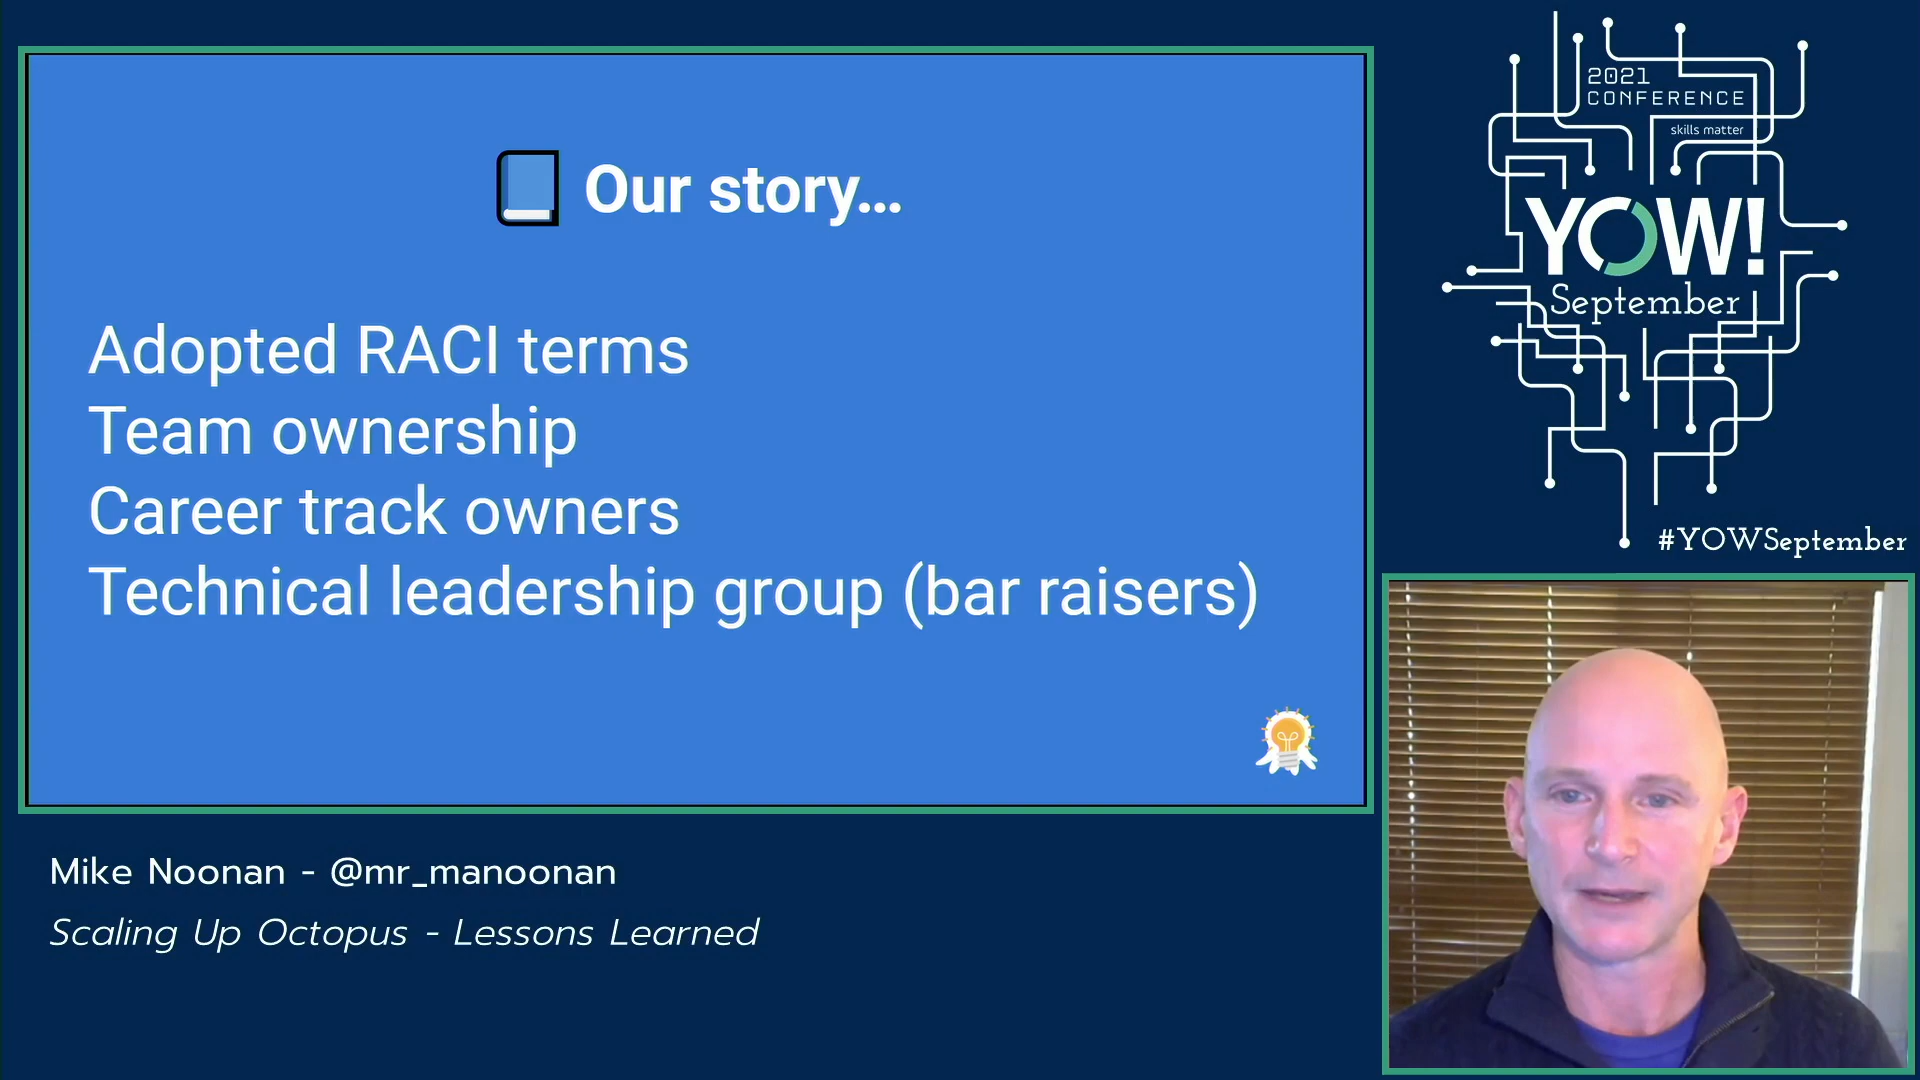 Our story...
Adopted RACI terms
Team ownership
Career track owners
Technical leadership group (bar raisers)
Mike Noonan - @mr_manoonan
Scaling Up Octopus - Lessons Learned
2021
CONFERENCE
skills matter
YOW!
September
#YOWSeptember